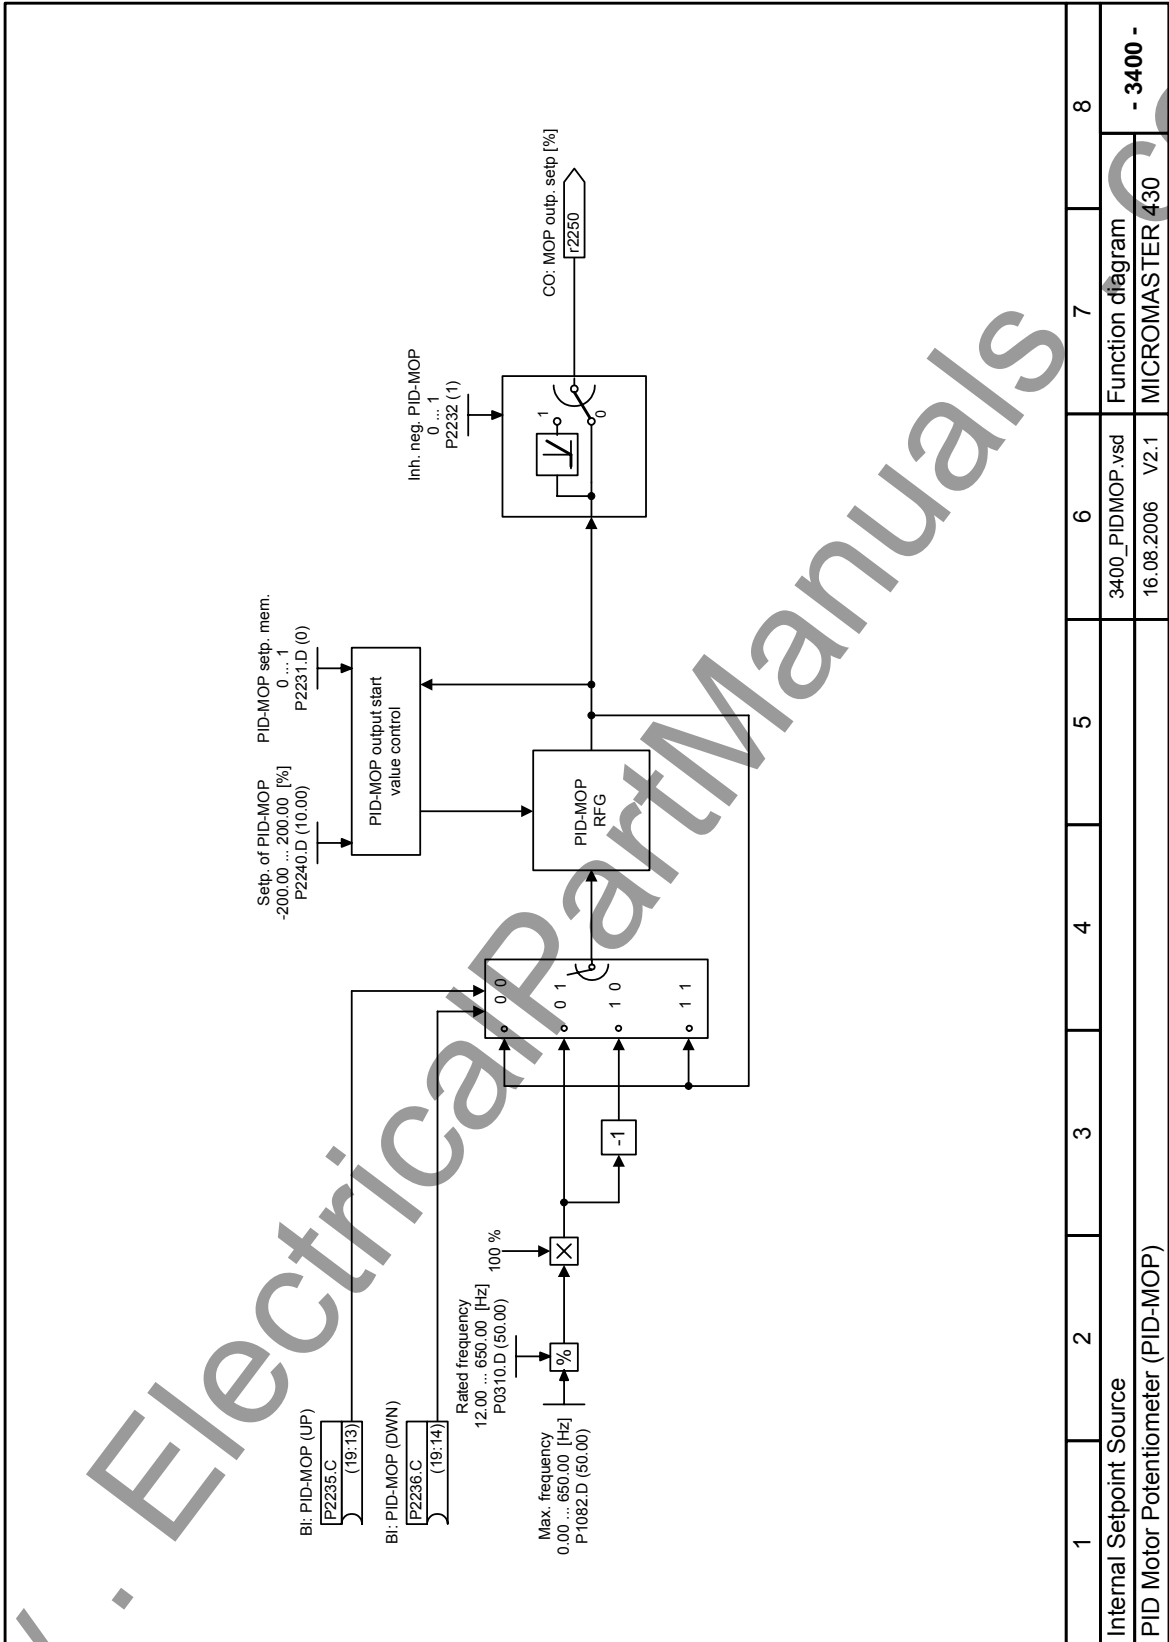 BI: PID-MOP (UP)
P2235.C
(19:13)
BI: PID-MOP (DWN)
P2236.C
(19:14)
Max. frequency
0.00 ... 650.00 [Hz]
P1082.D (50.00)
Rated frequency
12.00 ... 650.00 [Hz]
P0310.D (50.00)
%
100 %
X
-1
0 0
0 1
1 0
1 1
Setp. of PID-MOP
-200.00 ... 200.00 [%]
P2240.D (10.00)
PID-MOP setp. mem.
0 ... 1
P2231.D (0)
PID-MOP output start
value control
PID-MOP
RFG
Inh. neg. PID-MOP
0 ... 1
P2232 (1)
1
0
CO: MOP outp. setp [%]
r2250
1 2 3 4 5 6 7 8
Internal Setpoint Source
3400_PIDMOP.vsd
Function diagram
- 3400 -
PID Motor Potentiometer (PID-MOP)
16.08.2006 V2.1
MICROMASTER 430
. ElectricalPartManuals . c